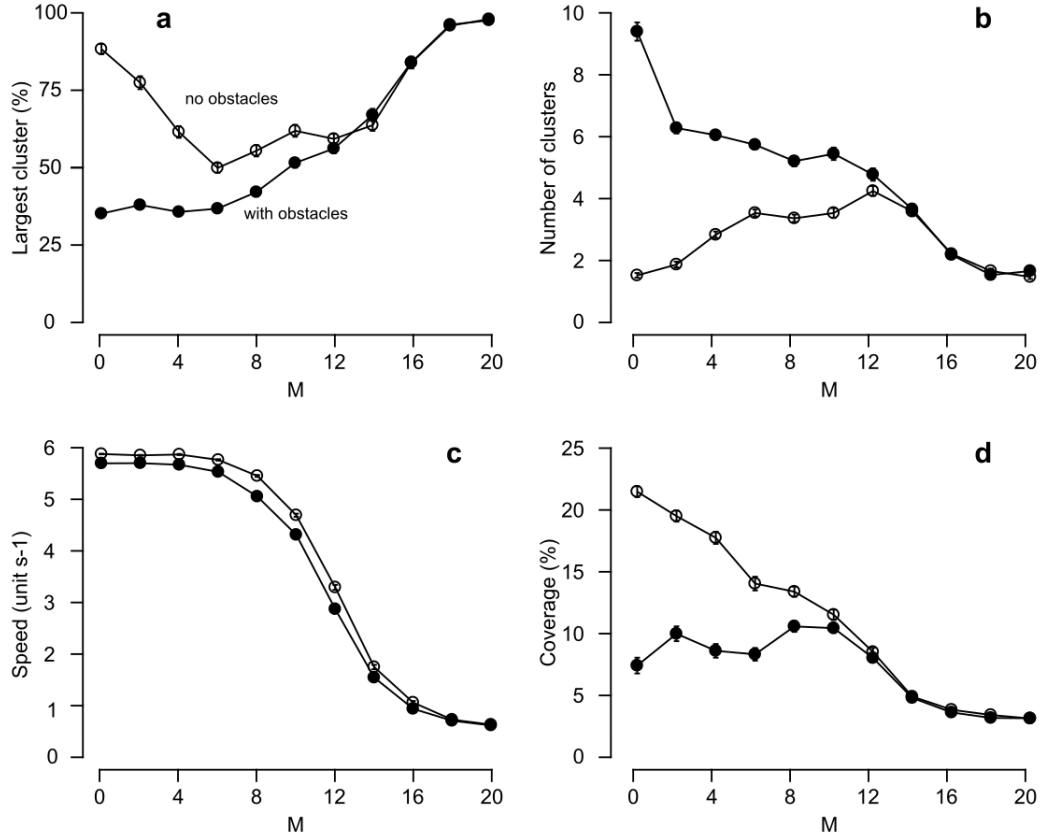 a
Largest cluster (%)
100
75
50
25
0
no obstacles
with obstacles
0 4 8 12 16 20
M
b
Number of clusters
10
8
6
4
2
0
0 4 8 12 16 20
M
c
Speed (unit s-1)
6
5
4
3
2
1
0
0 4 8 12 16 20
M
d
Coverage (%)
25
20
15
10
5
0
0 4 8 12 16 20
M